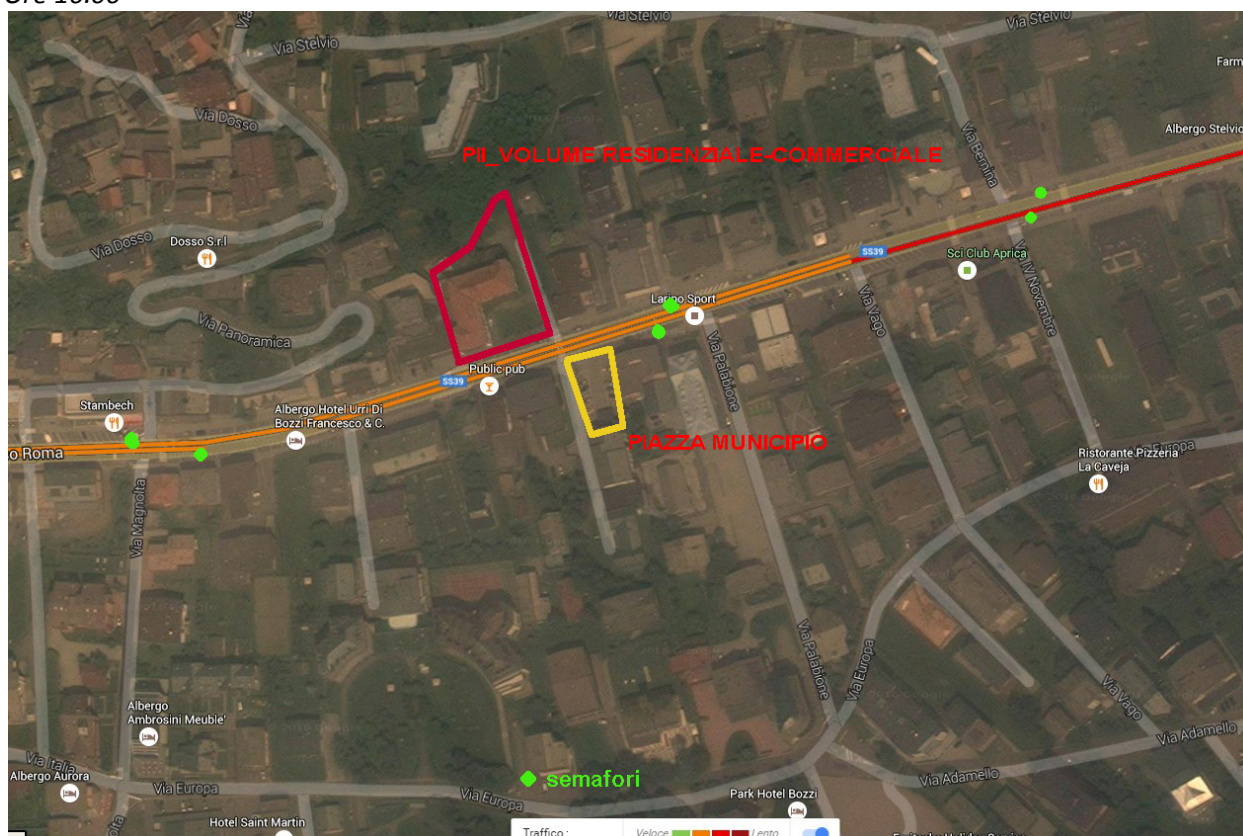 Via Stelvio
Via Stelvio
Via Stelvio
Farm
Via Dosso
Via Bernina
Albergo Stelvio
PII_VOLUME RESIDENZIALE-COMMERCIALE
Via Dosso
Dosso S.r.l
SS39
Sci Club Aprica
Via IV Novembre
Larino Sport
Via Vago
Via Panoramica
Via Palabione
Public pub
SS39
Stambech
Albergo Hotel Urri Di
Bozzi Francesco & C.
PIAZZA MUNICIPIO
o Roma
Via Europa
Ristorante Pizzeria
La Caveja
Via Magnolta
Via Palabione
Via Europa
Via Vago
Albergo
Ambrosini Meuble'
Via Adamello
Via Italia
Albergo Aurora
semafori
Via Adamello
Via Europa
Via Europa
Park Hotel Bozzi
Hotel Saint Martin
Traffico :
Veloce
Lento